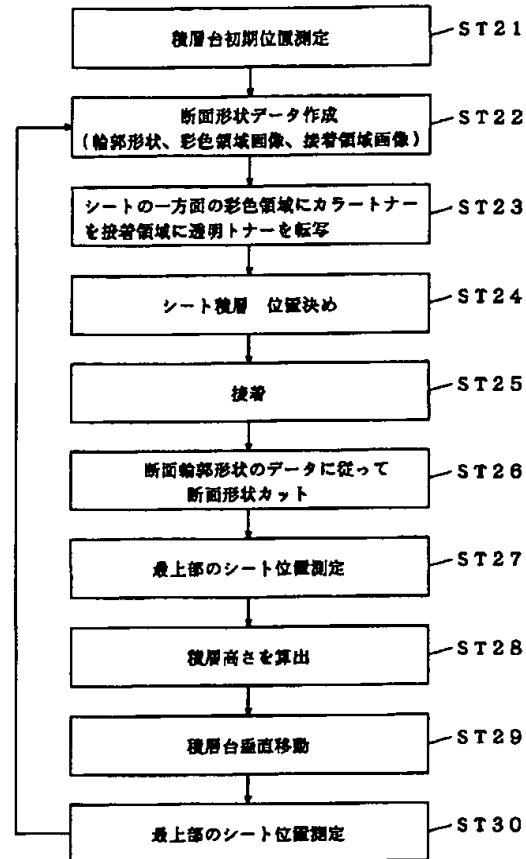 積層台初期位置測定
ST21
断面形状データ作成
(輪郭形状、彩色領域画像、接着領域画像)
ST22
シートの一方面の彩色領域にカラートナー
を接着領域に透明トナーを転写
ST23
シート積層 位置決め
ST24
接着
ST25
断面輪郭形状のデータに従って
断面形状カット
ST26
最上部のシート位置測定
ST27
積層高さを算出
ST28
積層台垂直移動
ST29
最上部のシート位置測定
ST30